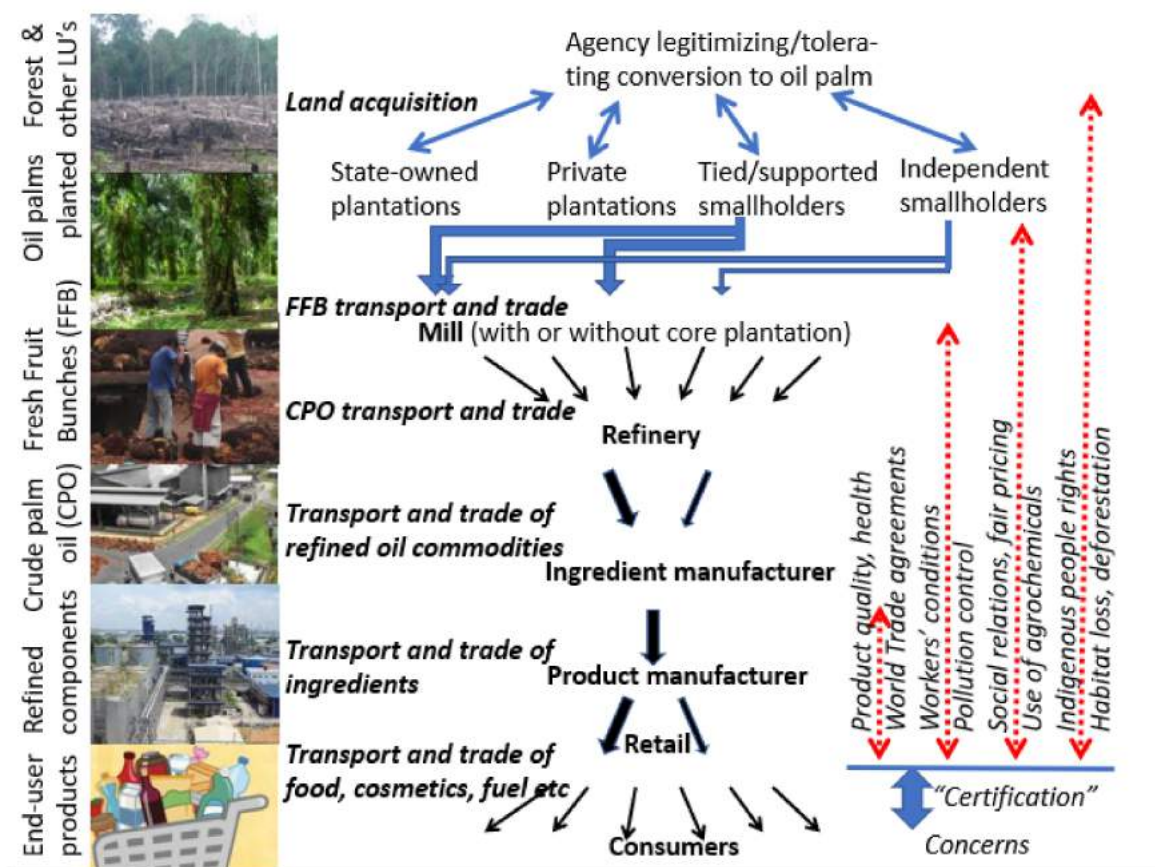 Forest &
other LU's
Oil palms
planted
Fresh Fruit
Bunches (FFB)
Crude palm
oil (CPO)
Refined
components
End-user
products
Agency legitimizing/tolera-
ting conversion to oil palm
Land acquisition
State-owned
plantations
Private
plantations
Tied/supported
smallholders
Independent
smallholders
FFB transport and trade
Mill (with or without core plantation)
CPO transport and trade
Refinery
Transport and trade of
refined oil commodities
Ingredient manufacturer
Transport and trade of
ingredients
Product manufacturer
Retail
Transport and trade of
food, cosmetics, fuel etc
Consumers
Product quality, health
World Trade agreements
Workers' conditions
Pollution control
Social relations, fair pricing
Use of agrochemicals
Indigenous people rights
Habitat loss, deforestation
"Certification"
Concerns